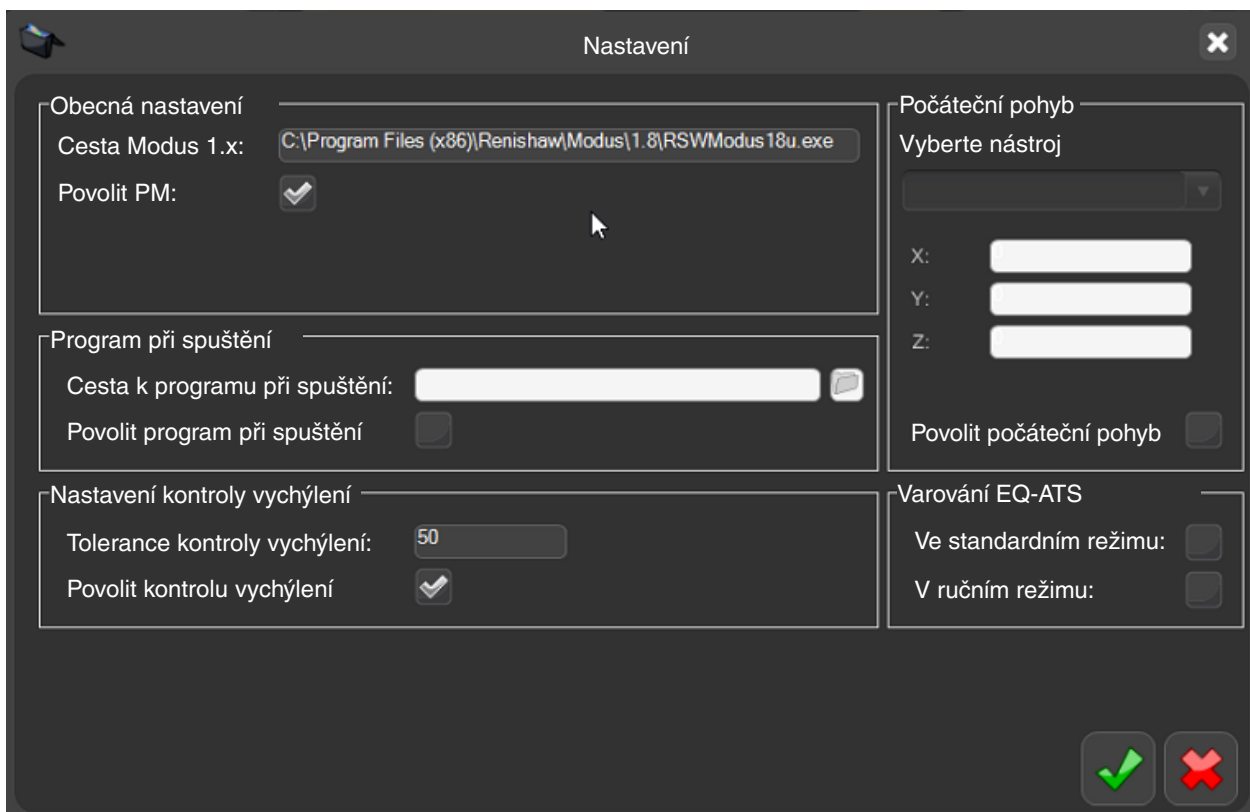 Nastavení
Obecná nastavení
Cesta Modus 1.x: C:\Program Files (x86)\Renishaw\Modus\1.8\RSWModus18u.exe
Povolit PM:
Program při spuštění
Cesta k programu při spuštění:
Povolit program při spuštění
Nastavení kontroly vychýlení
Tolerance kontroly vychýlení: 50
Povolit kontrolu vychýlení
Počáteční pohyb
Vyberte nástroj
X:
Y:
Z:
Povolit počáteční pohyb
Varování EQ-ATS
Ve standardním režimu:
V ručním režimu: